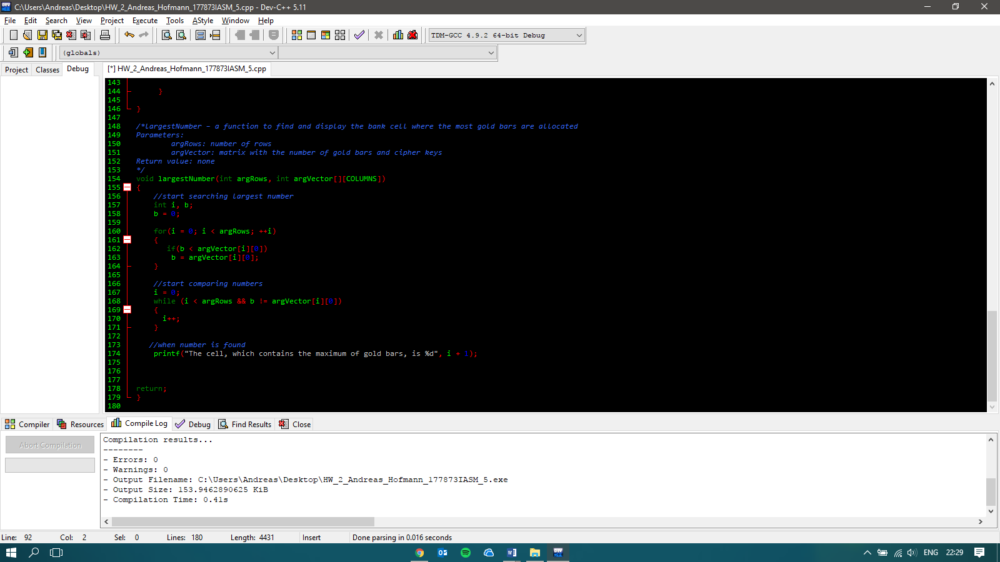 C:\Users\Andreas\Desktop\HW_2_Andreas_Hofmann_177873IASM_5.cpp - Dev-C++ 5.11
File Edit Search View Project Execute Tools AStyle Window Help
TDM-GCC 4.9.2 64-bit Debug
(globals)
Project Classes Debug
[*] HW_2_Andreas_Hofmann_177873IASM_5.cpp
143
144 }
145
146 }
147
148 /*largestNumber - a function to find and display the bank cell where the most gold bars are allocated
149 Parameters:
150 argRows: number of rows
151 argVector: matrix with the number of gold bars and cipher keys
152 Return value: none
153 */
154 void largestNumber(int argRows, int argVector[][COLUMNS])
155 {
156 //start searching largest number
157 int i, b;
158 b = 0;
159
160 for(i = 0; i < argRows; ++i)
161 {
162 if(b < argVector[i][0])
163 b = argVector[i][0];
164 }
165
166 //start comparing numbers
167 i = 0;
168 while (i < argRows && b != argVector[i][0])
169 {
170 i++;
171 }
172
173 //when number is found
174 printf("The cell, which contains the maximum of gold bars, is %d", i + 1);
175
176
177
178 return;
179 }
180
Compiler Resources Compile Log Debug Find Results Close
Abort Compilation
Compilation results...
--------
- Errors: 0
- Warnings: 0
- Output Filename: C:\Users\Andreas\Desktop\HW_2_Andreas_Hofmann_177873IASM_5.exe
- Output Size: 153.9462890625 KiB
- Compilation Time: 0.41s
Line: 92 Col: 2 Sel: 0 Lines: 180 Length: 4431 Insert Done parsing in 0.016 seconds
ENG 22:29